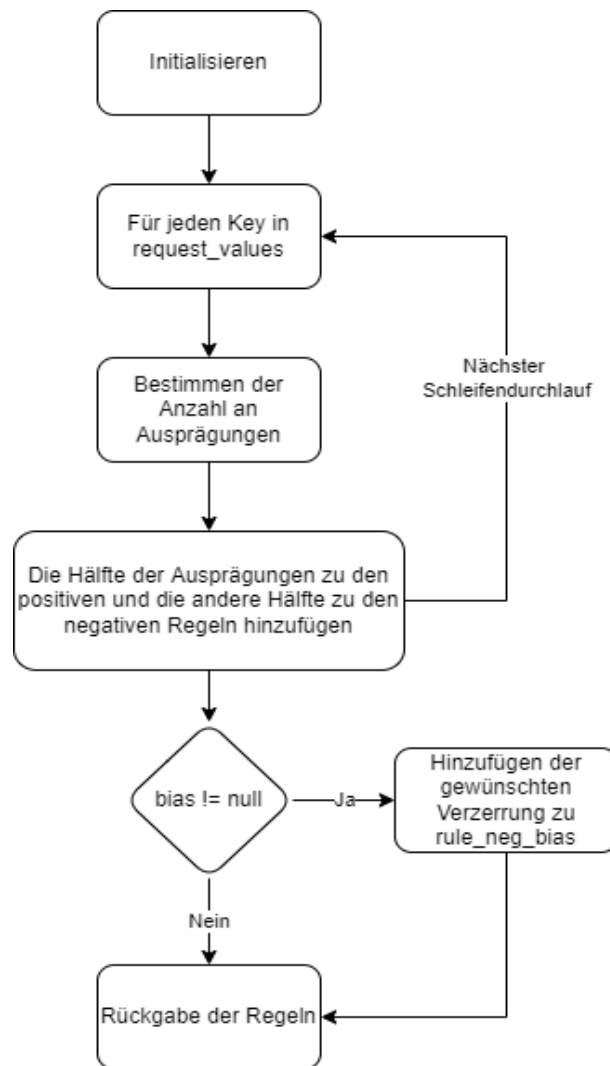 Initialisieren
Für jeden Key in
request_values
Nächster
Schleifendurchlauf
Bestimmen der
Anzahl an
Ausprägungen
Die Hälfte der Ausprägungen zu den
positiven und die andere Hälfte zu den
negativen Regeln hinzufügen
bias != null
Ja
Hinzufügen der
gewünschten
Verzerrung zu
rule_neg_bias
Nein
Rückgabe der Regeln